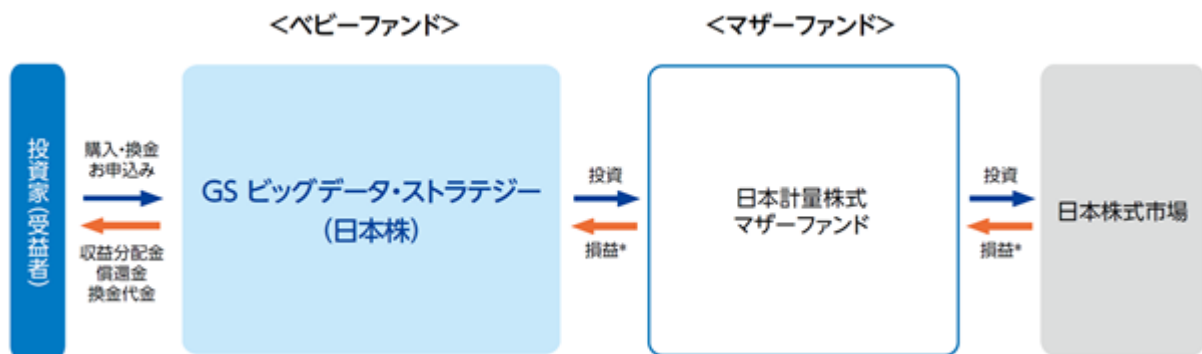 <ベビーファンド>
<マザーファンド>
投資家(受益者)
購入・換金
お申込み
収益分配金
償還金
換金代金
GS ビッグデータ・ストラテジー
(日本株)
投資
損益*
日本計量株式
マザーファンド
投資
損益*
日本株式市場